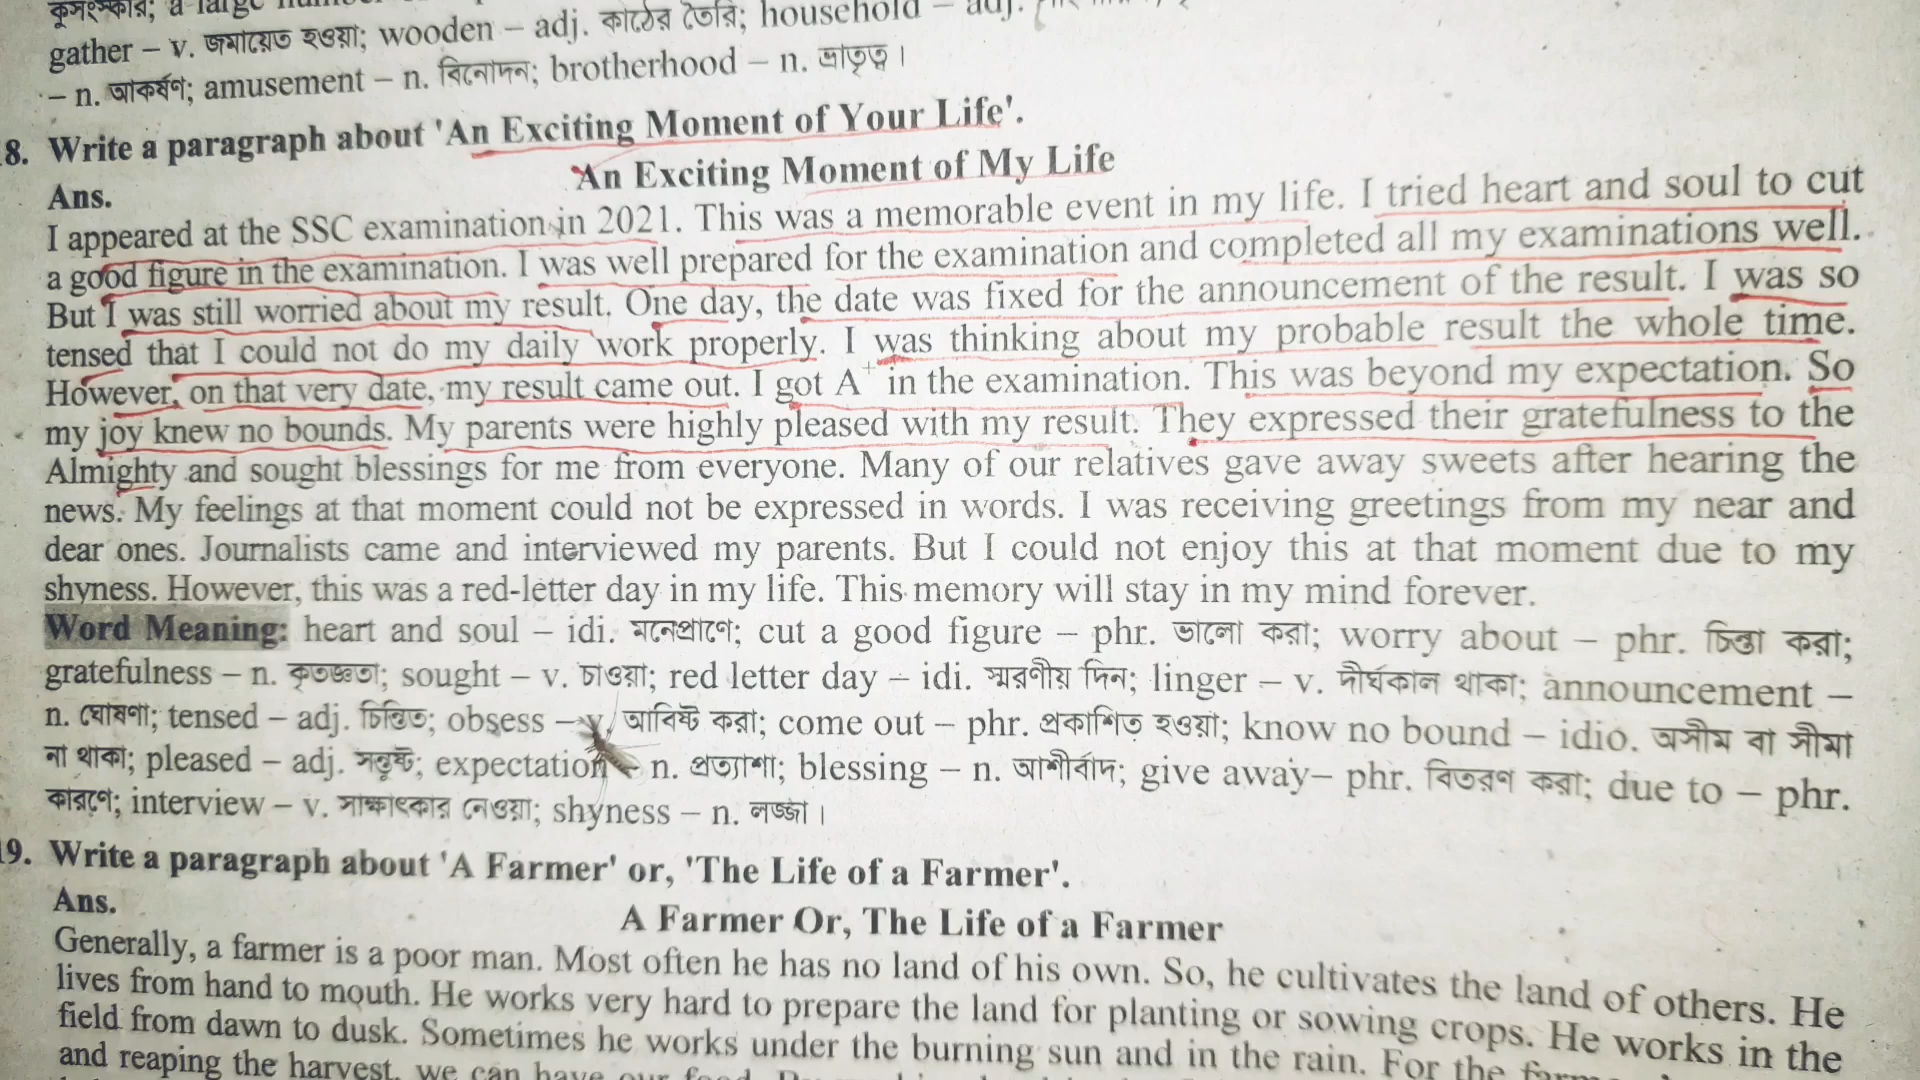 কুসংস্কার; a large
gather – v. জমায়েত হওয়া; wooden – adj. কাঠের তৈরি; household – adj.
– n. আকর্ষণ; amusement – n. বিনোদন; brotherhood – n. ভ্রাতৃত্ব।
8. Write a paragraph about 'An Exciting Moment of Your Life'.
Ans.
An Exciting Moment of My Life
I appeared at the SSC examination in 2021. This was a memorable event in my life. I tried heart and soul to cut
a good figure in the examination. I was well prepared for the examination and completed all my examinations well.
But I was still worried about my result. One day, the date was fixed for the announcement of the result. I was so
tensed that I could not do my daily work properly. I was thinking about my probable result the whole time.
However, on that very date, my result came out. I got A+ in the examination. This was beyond my expectation. So
my joy knew no bounds. My parents were highly pleased with my result. They expressed their gratefulness to the
Almighty and sought blessings for me from everyone. Many of our relatives gave away sweets after hearing the
news. My feelings at that moment could not be expressed in words. I was receiving greetings from my near and
dear ones. Journalists came and interviewed my parents. But I could not enjoy this at that moment due to my
shyness. However, this was a red-letter day in my life. This memory will stay in my mind forever.
Word Meaning: heart and soul – idi. মনেপ্রাণে; cut a good figure – phr. ভালো করা; worry about – phr. চিন্তা করা;
gratefulness – n. কৃতজ্ঞতা; sought – v. চাওয়া; red letter day – idi. স্মরণীয় দিন; linger – v. দীর্ঘকাল থাকা; announcement –
n. ঘোষণা; tensed – adj. চিন্তিত; obsess – v. আবিষ্ট করা; come out – phr. প্রকাশিত হওয়া; know no bound – idio. অসীম বা সীমা
না থাকা; pleased – adj. সন্তুষ্ট; expectation – n. প্রত্যাশা; blessing – n. আশীর্বাদ; give away– phr. বিতরণ করা; due to – phr.
কারণে; interview – v. সাক্ষাৎকার নেওয়া; shyness – n. লজ্জা।
19. Write a paragraph about 'A Farmer' or, 'The Life of a Farmer'.
Ans.
A Farmer Or, The Life of a Farmer
Generally, a farmer is a poor man. Most often he has no land of his own. So, he cultivates the land of others. He
lives from hand to mouth. He works very hard to prepare the land for planting or sowing crops. He works in the
field from dawn to dusk. Sometimes he works under the burning sun and in the rain. For the
and reaping the harvest, we can have our food.